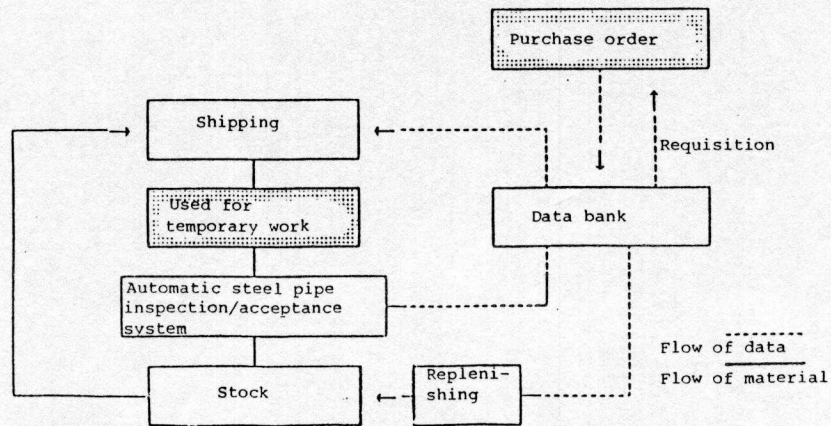 Purchase order
Shipping
Requisition
Used for
temporary work
Data bank
Automatic steel pipe
inspection/acceptance
system
Flow of data
Repleni-
shing
Stock
Flow of material